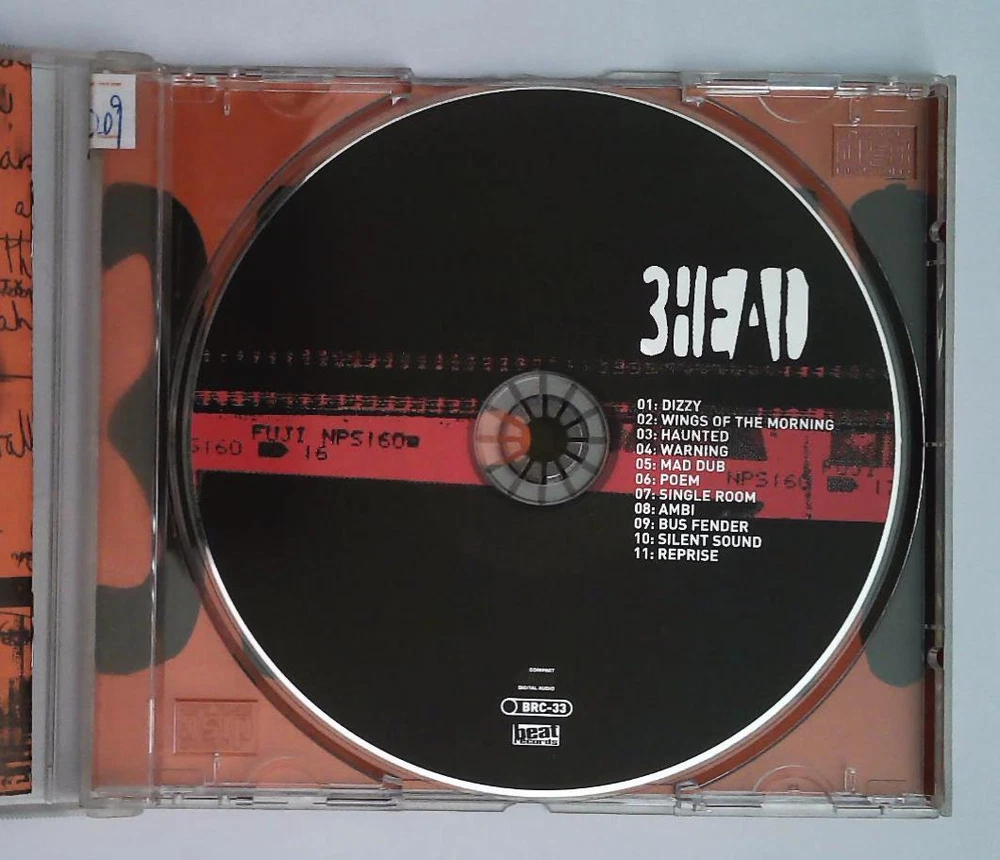 09
3HEAD
01: DIZZY
02: WINGS OF THE MORNING
03: HAUNTED
04: WARNING
05: MAD DUB
06: POEM
07: SINGLE ROOM
08: AMBI
09: BUS FENDER
10: SILENT SOUND
11: REPRISE
FUJI NPS160
S160
16
NPS160
COMPACT
DIGITAL AUDIO
BRC-33
beat
records